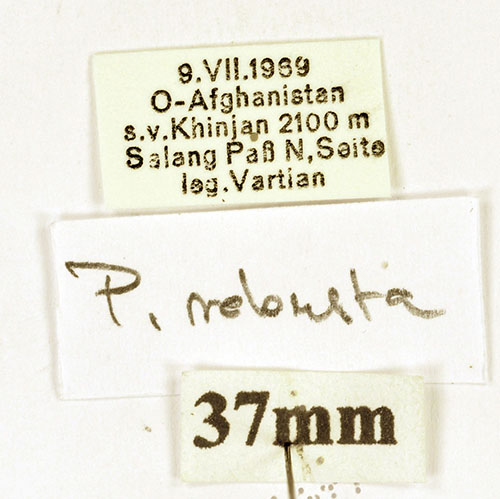 9.VII.1969
O-Afghanistan
s.v.Khinjan 2100 m
Salang Paß N,Seite
leg.Vartian
P. robusta
37mm